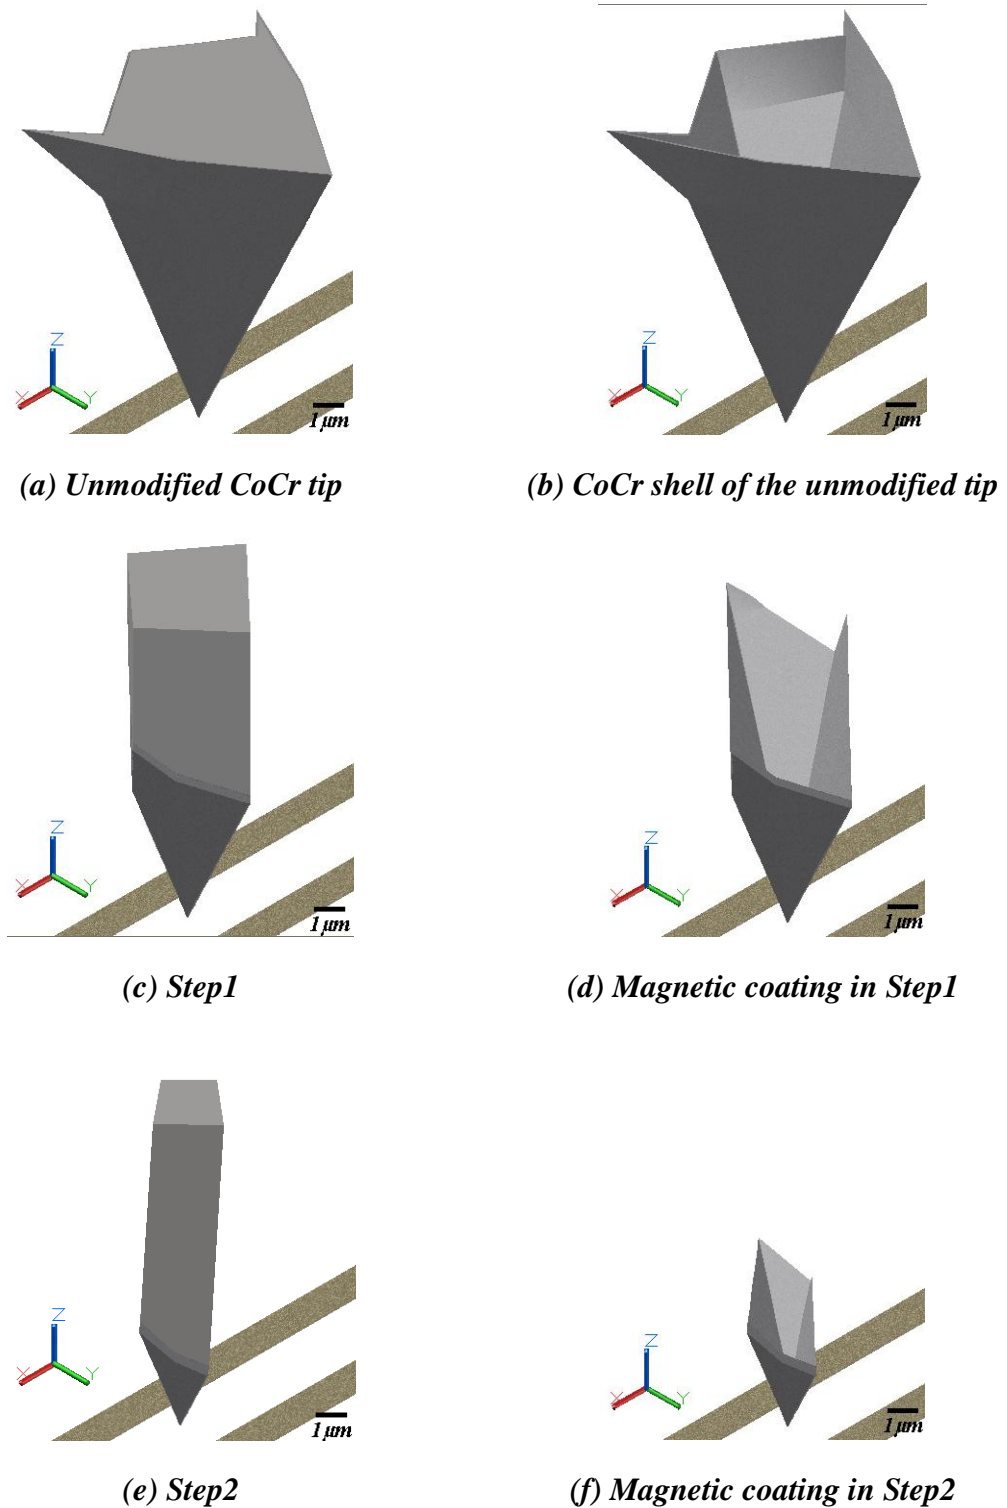 Z
X
Y
1 µm
Z
X
Y
1 µm
(a) Unmodified CoCr tip
(b) CoCr shell of the unmodified tip
Z
X
Y
1 µm
Z
X
Y
1 µm
(c) Step1
(d) Magnetic coating in Step1
Z
X
Y
1 µm
Z
X
Y
1 µm
(e) Step2
(f) Magnetic coating in Step2